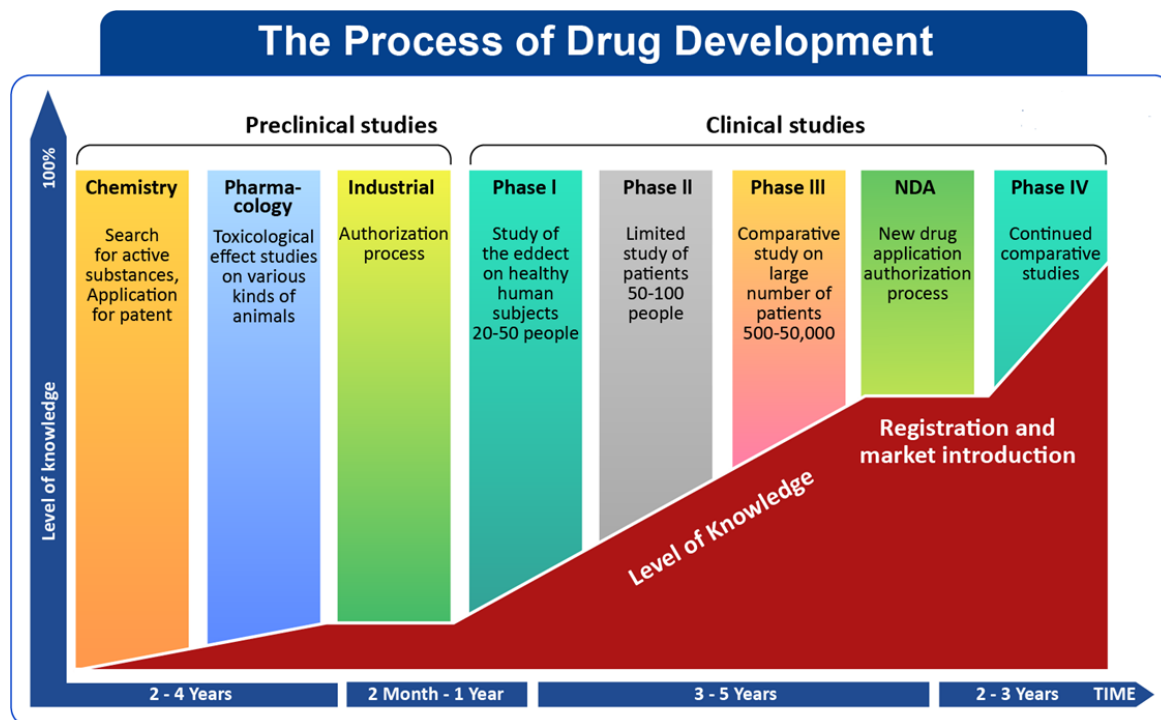 The Process of Drug Development
Preclinical studies
Clinical studies
100%
Level of knowledge
Chemistry
Search
for active
substances,
Application
for patent
Pharma-
cology
Toxicological
effect studies
on various
kinds of
animals
Industrial
Authorization
process
Phase I
Study of
the eddect on
healthy
human
subjects
20-50 people
Phase II
Limited
study of
patients
50-100
people
Phase III
Comparative
study on
large
number of
patients
500-50,000
NDA
New drug
application
authorization
process
Phase IV
Continued
comparative
studies
Level of Knowledge
Registration and
market introduction
2 - 4 Years
2 Month - 1 Year
3 - 5 Years
2 - 3 Years
TIME